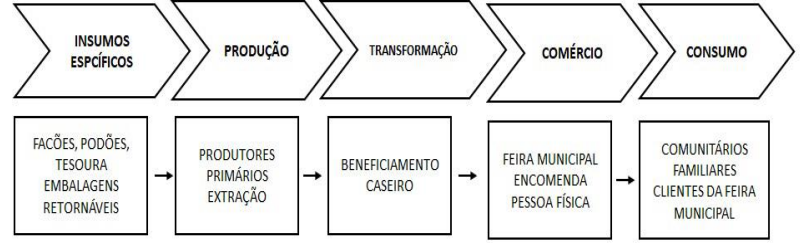 INSUMOS
ESPCÍFICOS
PRODUÇÃO
TRANSFORMAÇÃO
COMÉRCIO
CONSUMO
FACÕES, PODÕES,
TESOURA
EMBALAGENS
RETORNÁVEIS
PRODUTORES
PRIMÁRIOS
EXTRAÇÃO
BENEFICIAMENTO
CASEIRO
FEIRA MUNICIPAL
ENCOMENDA
PESSOA FÍSICA
COMUNITÁRIOS
FAMILIARES
CLIENTES DA FEIRA
MUNICIPAL